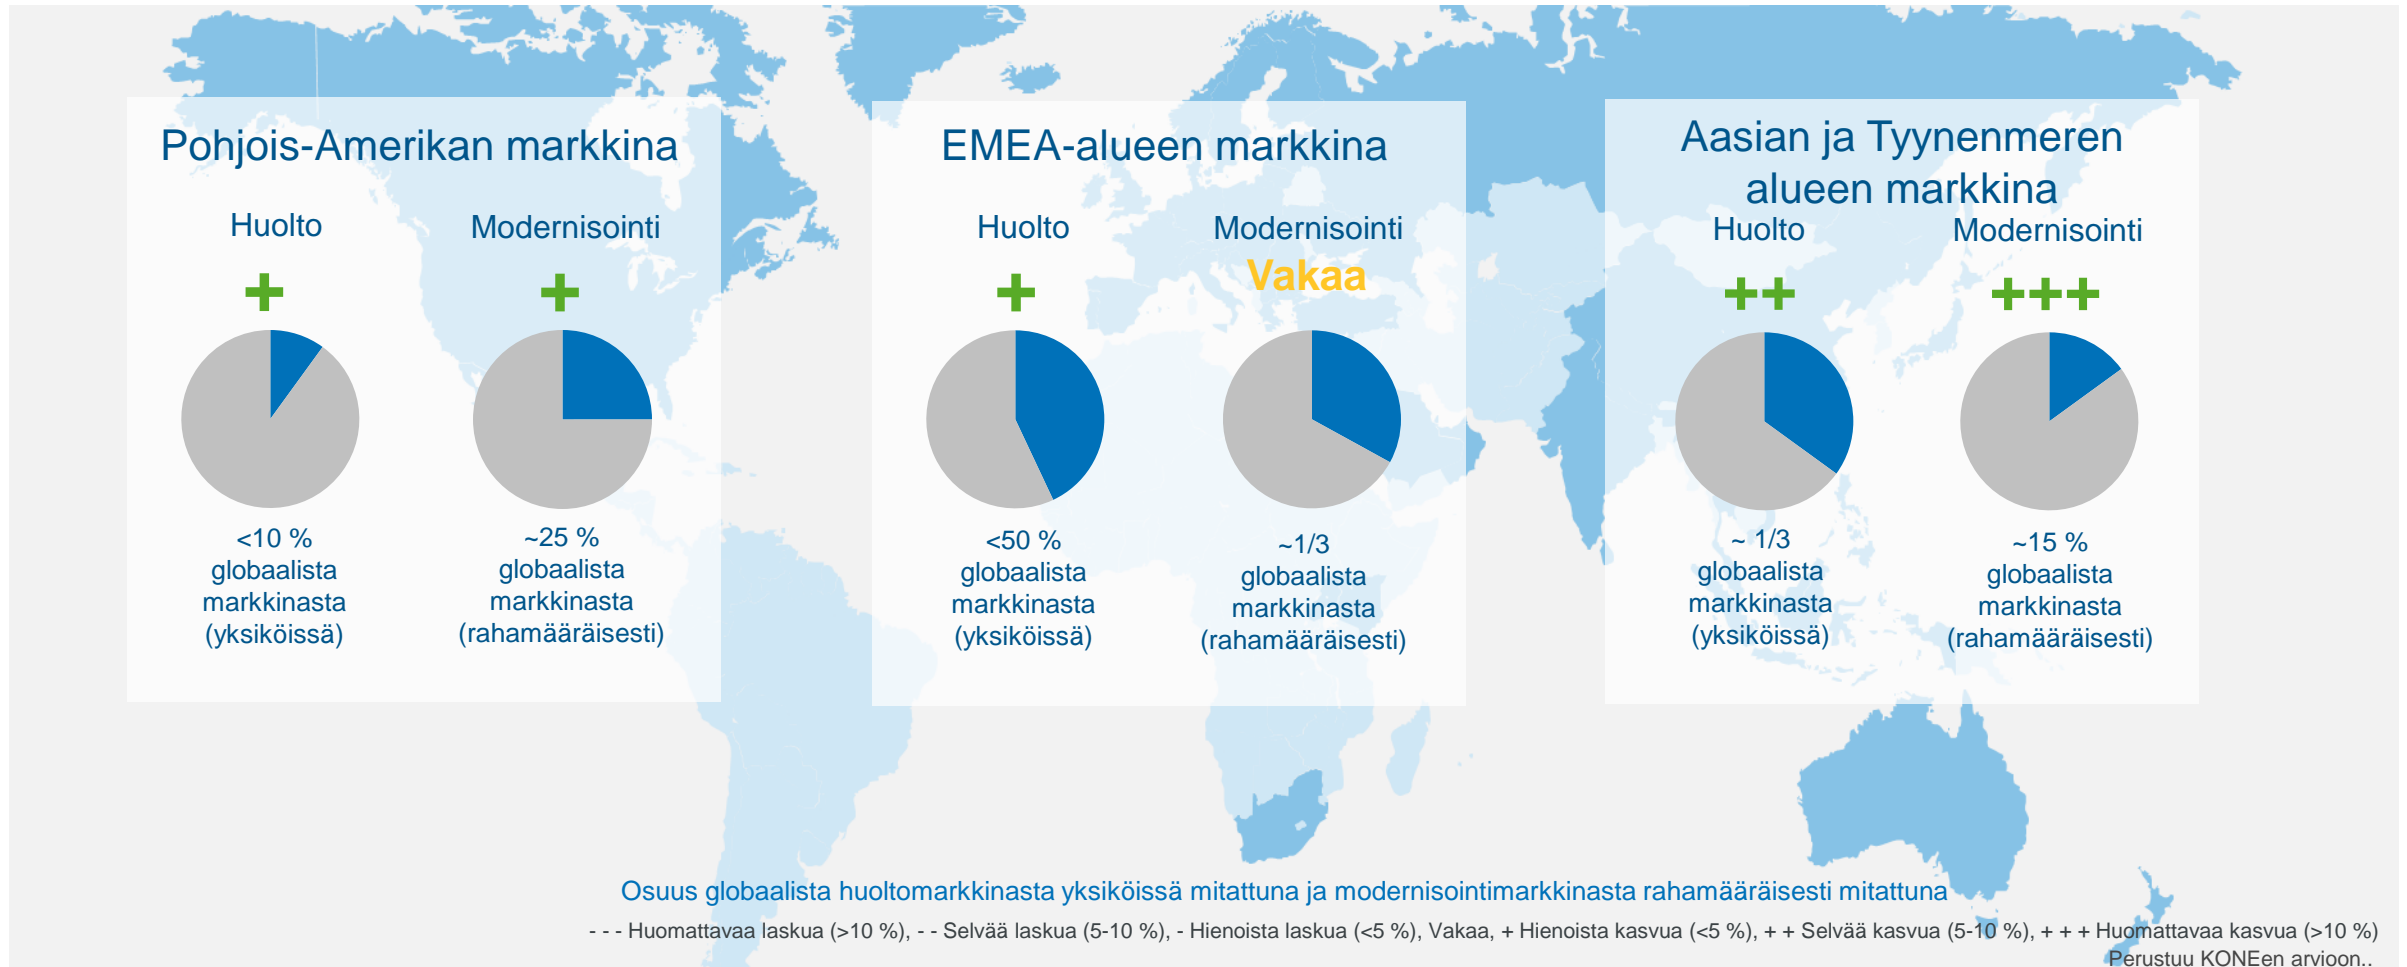 Pohjois-Amerikan markkina
Huolto
Modernisointi
+
+
<10 %
globaalista
markkinasta
(yksiköissä)
~25 %
globaalista
markkinasta
(rahamääräisesti)
EMEA-alueen markkina
Huolto
Modernisointi
+
Vakaa
<50 %
globaalista
markkinasta
(yksiköissä)
~1/3
globaalista
markkinasta
(rahamääräisesti)
Aasian ja Tyynenmeren
alueen markkina
Huolto
Modernisointi
++
+++
~ 1/3
globaalista
markkinasta
(yksiköissä)
~15 %
globaalista
markkinasta
(rahamääräisesti)
Osuus globaalista huoltomarkkinasta yksiköissä mitattuna ja modernisointimarkkinasta rahamääräisesti mitattuna
- - - Huomattavaa laskua (>10 %), - - Selvää laskua (5-10 %), - Hienoista laskua (<5 %), Vakaa, + Hienoista kasvua (<5 %), + + Selvää kasvua (5-10 %), + + + Huomattavaa kasvua (>10 %)
Perustuu KONEen arvioon..